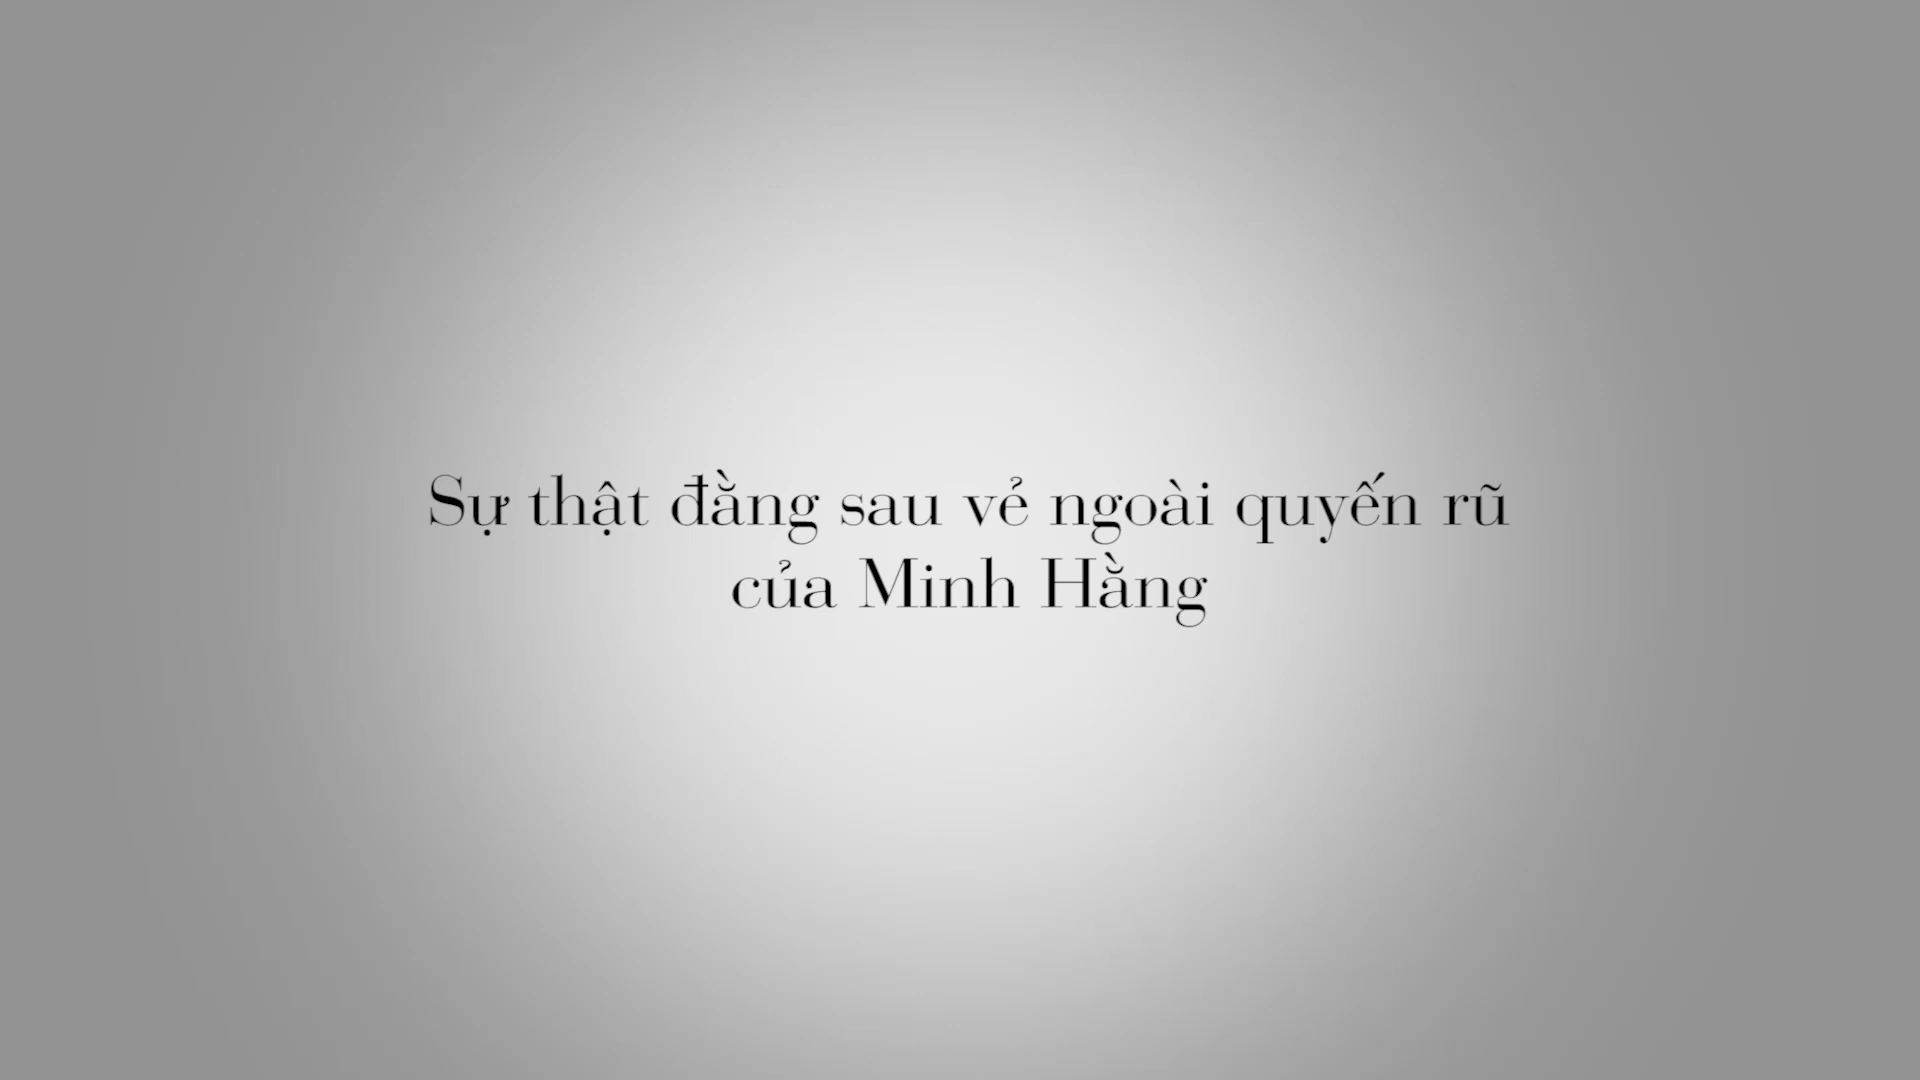 Sự thật đằng sau vẻ ngoài quyến rũ
của Minh Hằng